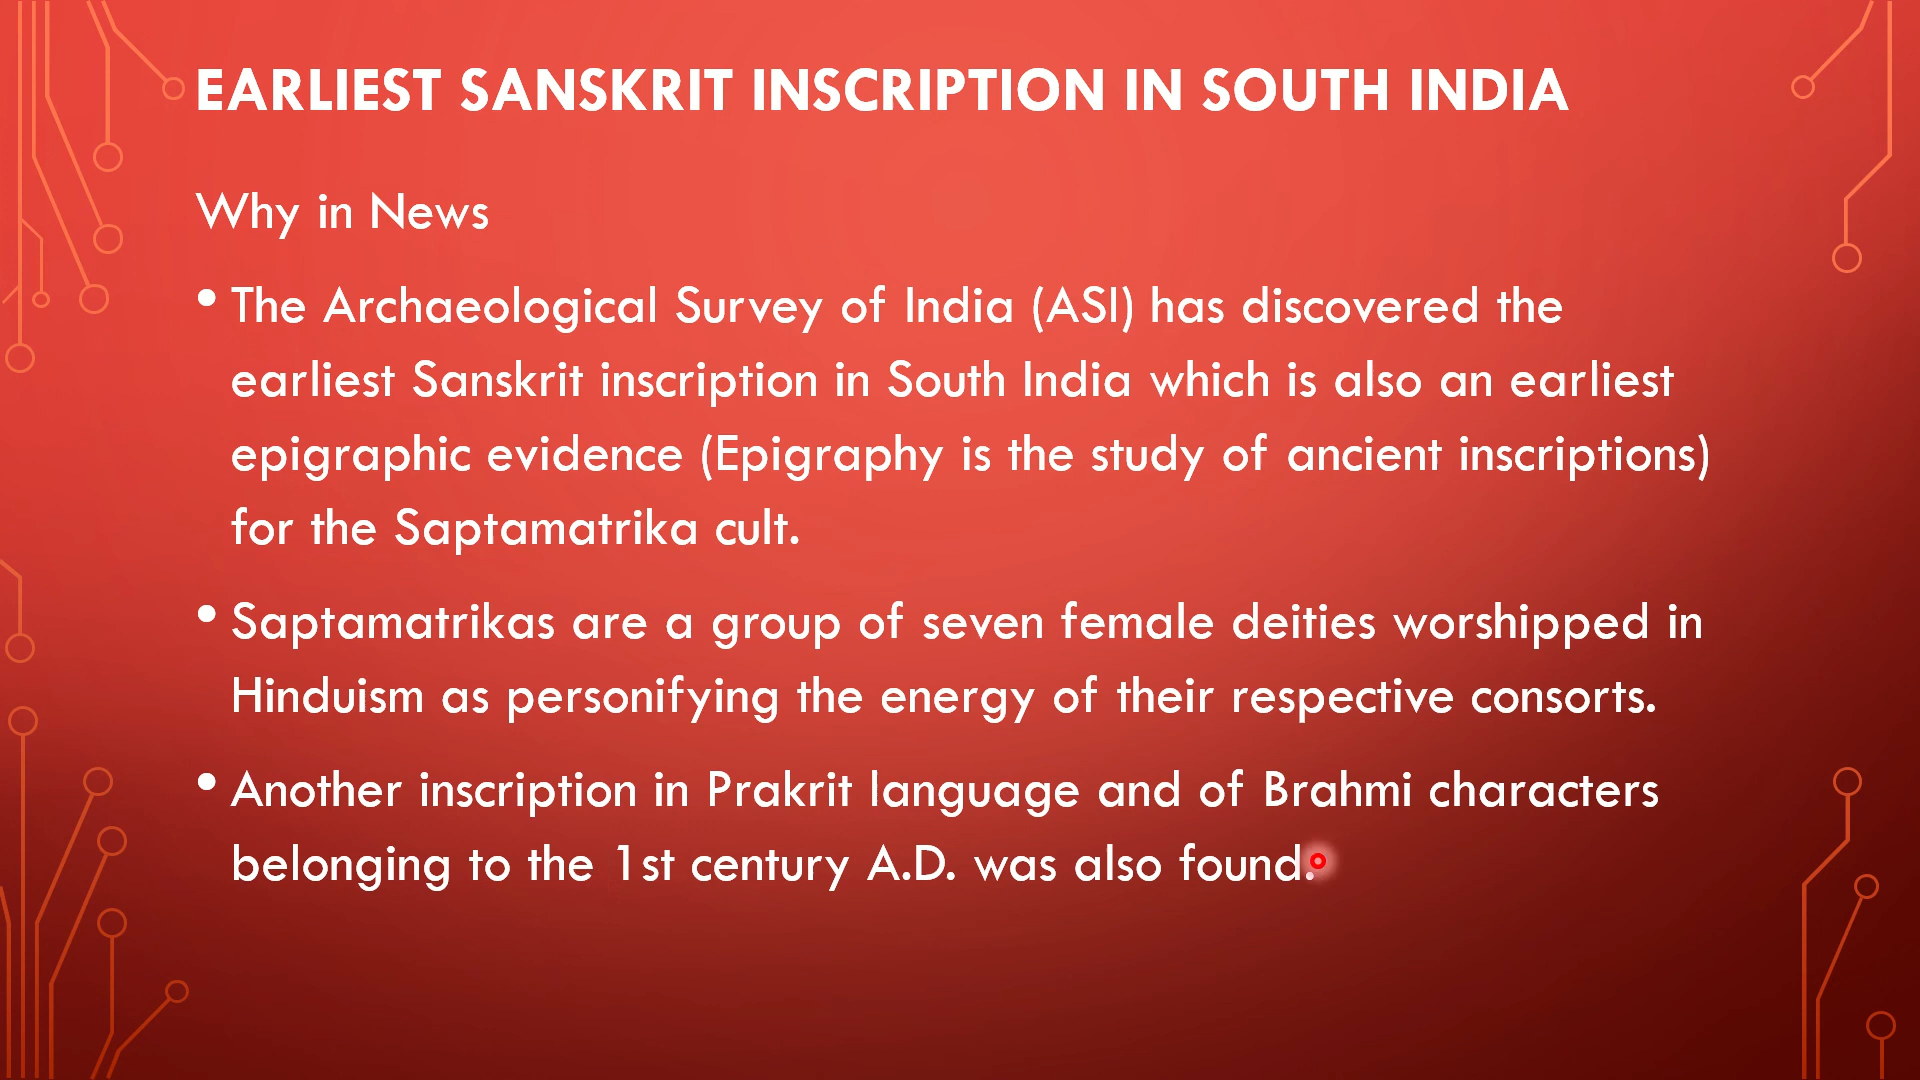 EARLIEST SANSKRIT INSCRIPTION IN SOUTH INDIA
Why in News
• The Archaeological Survey of India (ASI) has discovered the
earliest Sanskrit inscription in South India which is also an earliest
epigraphic evidence (Epigraphy is the study of ancient inscriptions)
for the Saptamatrika cult.
• Saptamatrikas are a group of seven female deities worshipped in
Hinduism as personifying the energy of their respective consorts.
• Another inscription in Prakrit language and of Brahmi characters
belonging to the 1st century A.D. was also found.